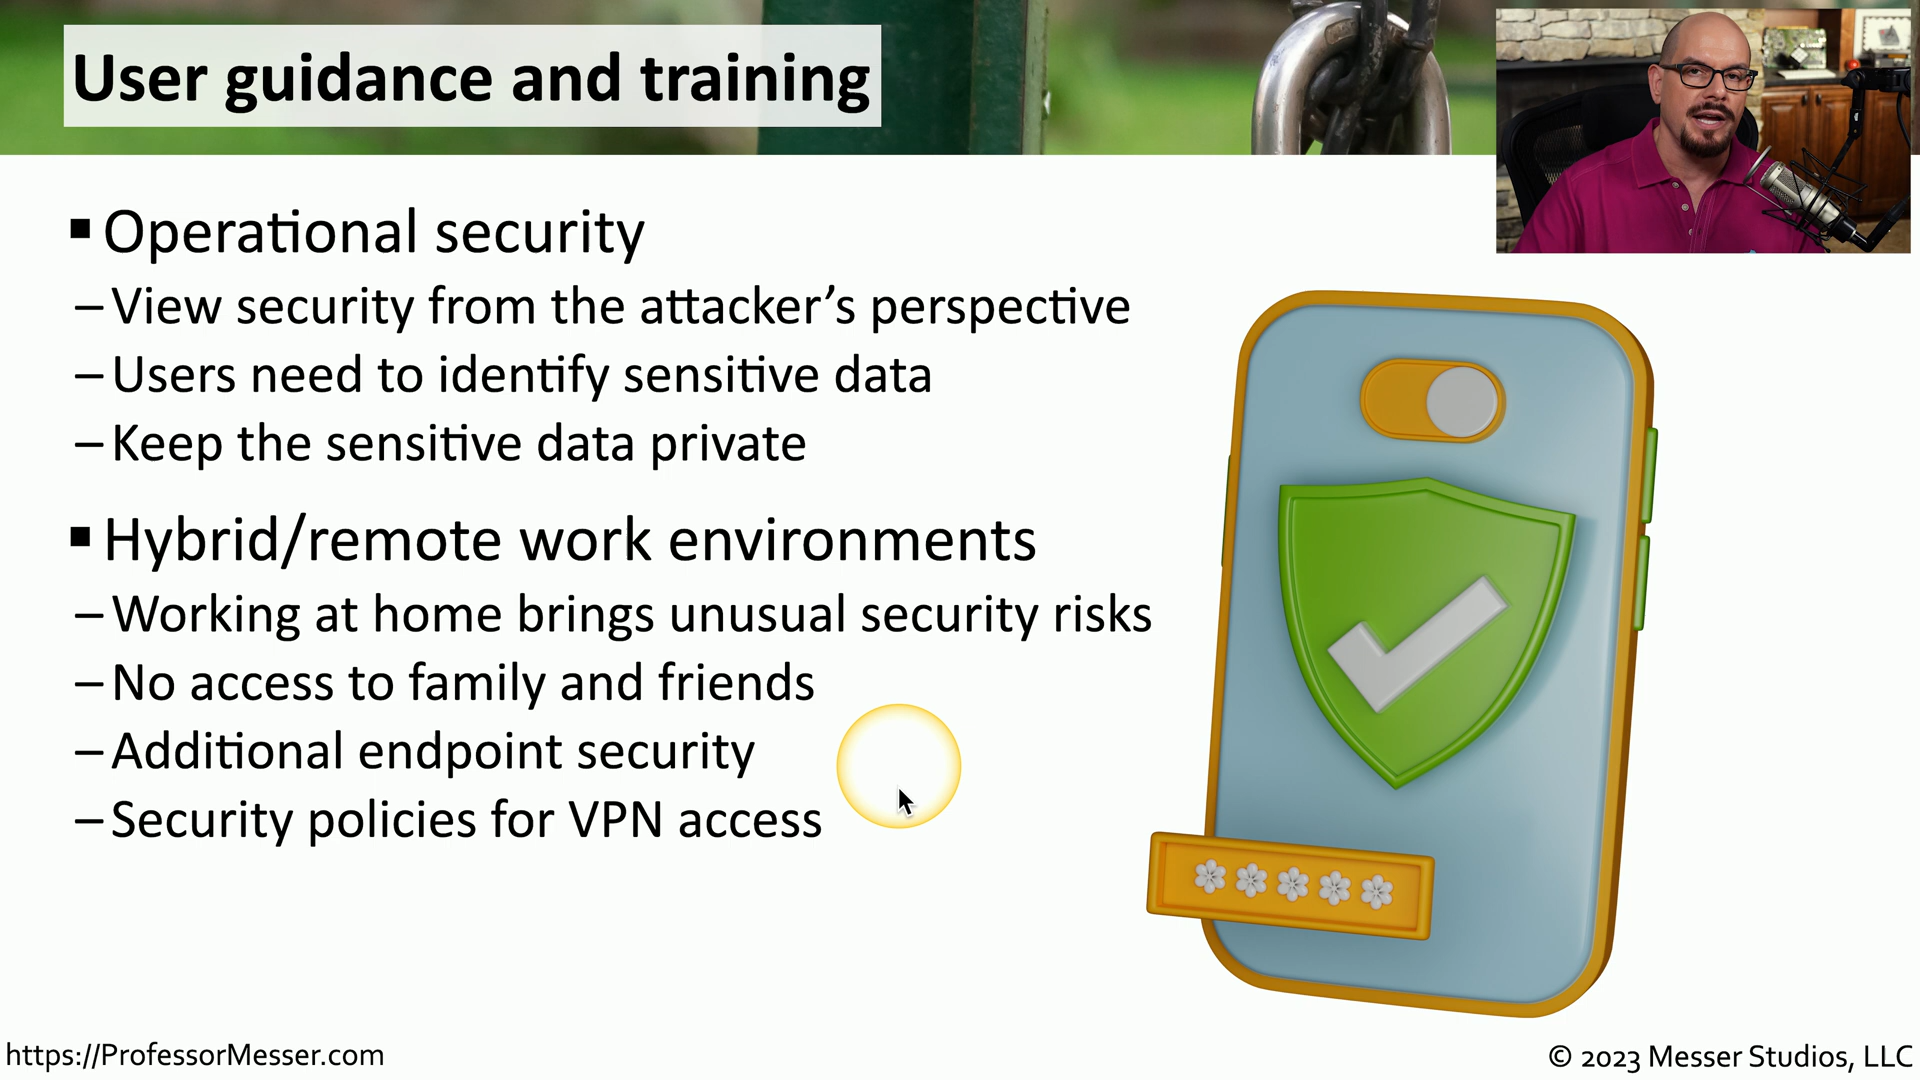 User guidance and training
▪ Operational security
– View security from the attacker’s perspective
– Users need to identify sensitive data
– Keep the sensitive data private
▪ Hybrid/remote work environments
– Working at home brings unusual security risks
– No access to family and friends
– Additional endpoint security
– Security policies for VPN access
https://ProfessorMesser.com
© 2023 Messer Studios, LLC